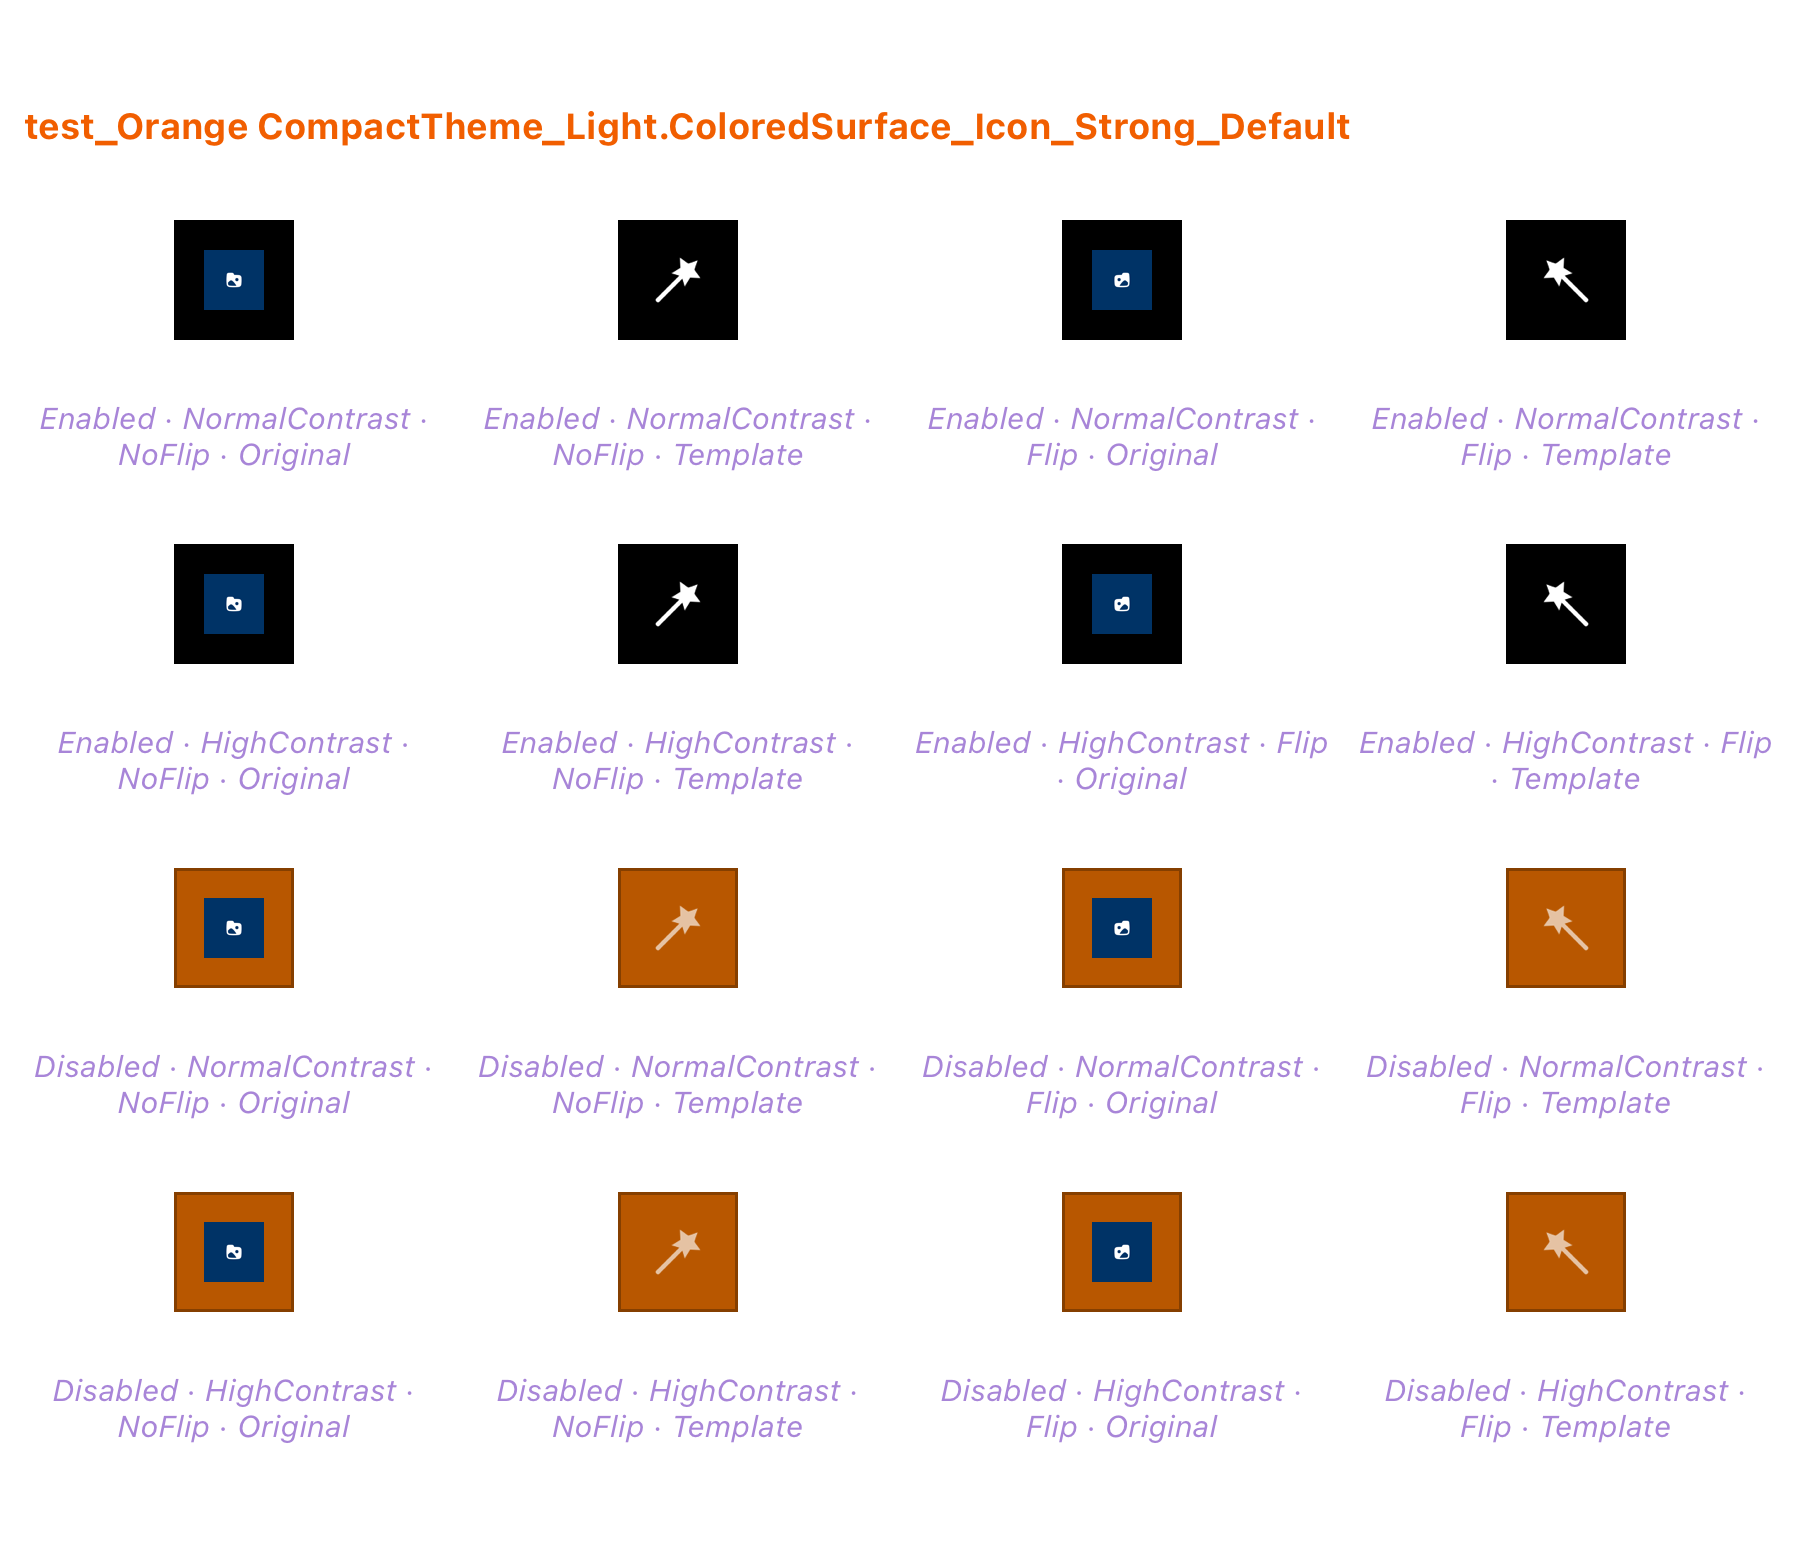 test_Orange CompactTheme_Light.ColoredSurface_Icon_Strong_Default
Enabled · NormalContrast ·
NoFlip · Original
Enabled · NormalContrast ·
NoFlip · Template
Enabled · NormalContrast ·
Flip · Original
Enabled · NormalContrast ·
Flip · Template
Enabled · HighContrast ·
NoFlip · Original
Enabled · HighContrast ·
NoFlip · Template
Enabled · HighContrast · Flip
· Original
Enabled · HighContrast · Flip
· Template
Disabled · NormalContrast ·
NoFlip · Original
Disabled · NormalContrast ·
NoFlip · Template
Disabled · NormalContrast ·
Flip · Original
Disabled · NormalContrast ·
Flip · Template
Disabled · HighContrast ·
NoFlip · Original
Disabled · HighContrast ·
NoFlip · Template
Disabled · HighContrast ·
Flip · Original
Disabled · HighContrast ·
Flip · Template